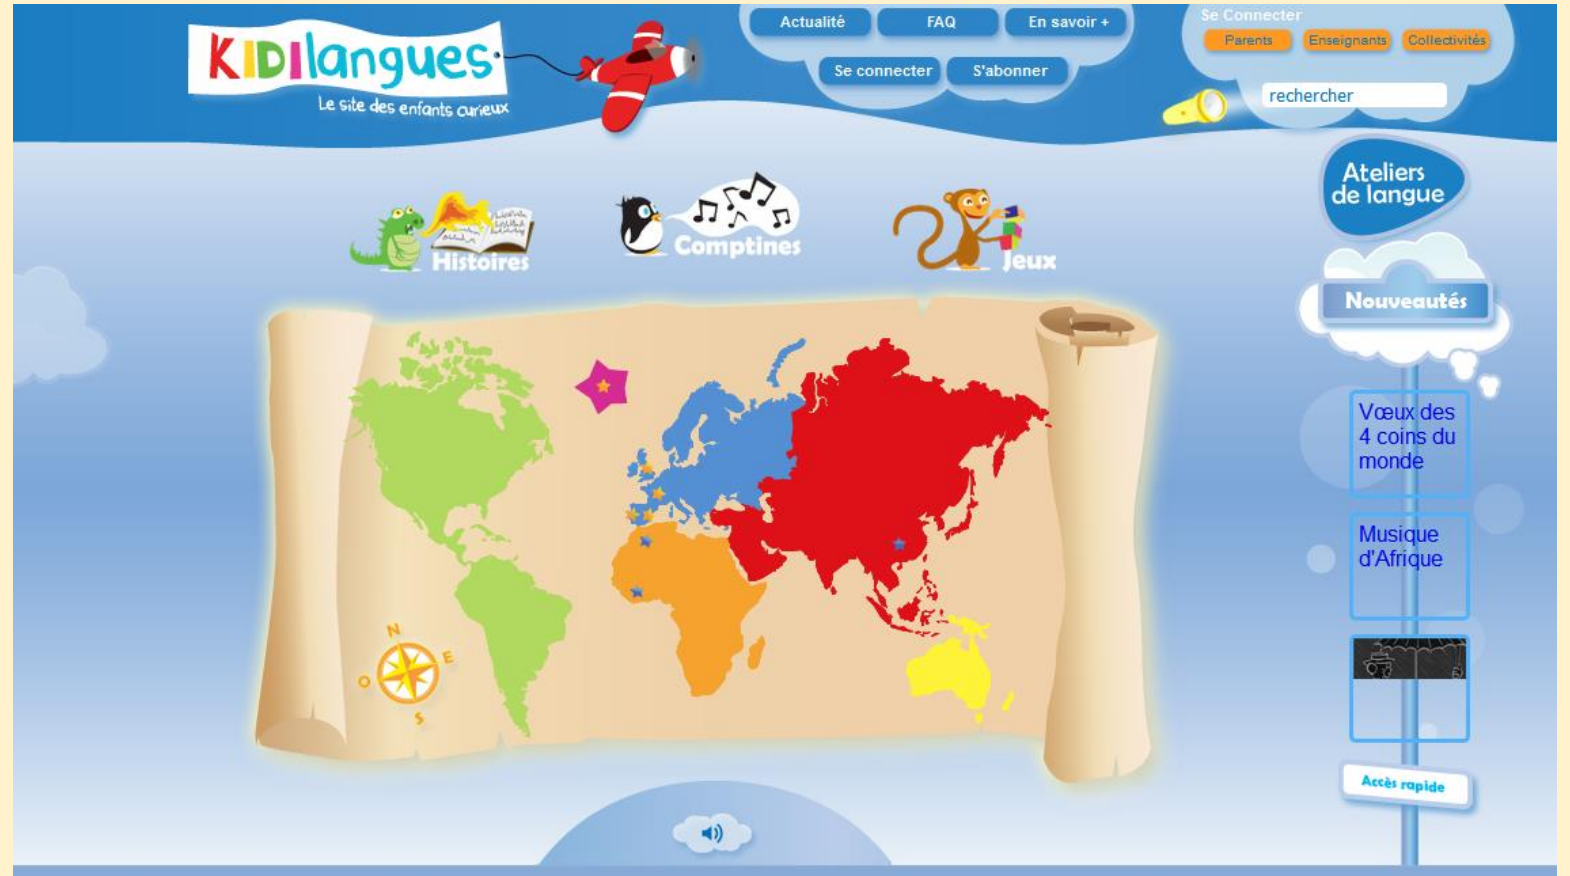 KIDIlangues
Le site des enfants curieux
Actualité
FAQ
En savoir +
Se connecter
S'abonner
Se Connecter
Parents
Enseignants
Collectivités
rechercher
Histoires
Comptines
Jeux
Ateliers
de langue
Nouveautés
Vœux des
4 coins du
monde
Musique
d'Afrique
Accès rapide
N
E
O
S